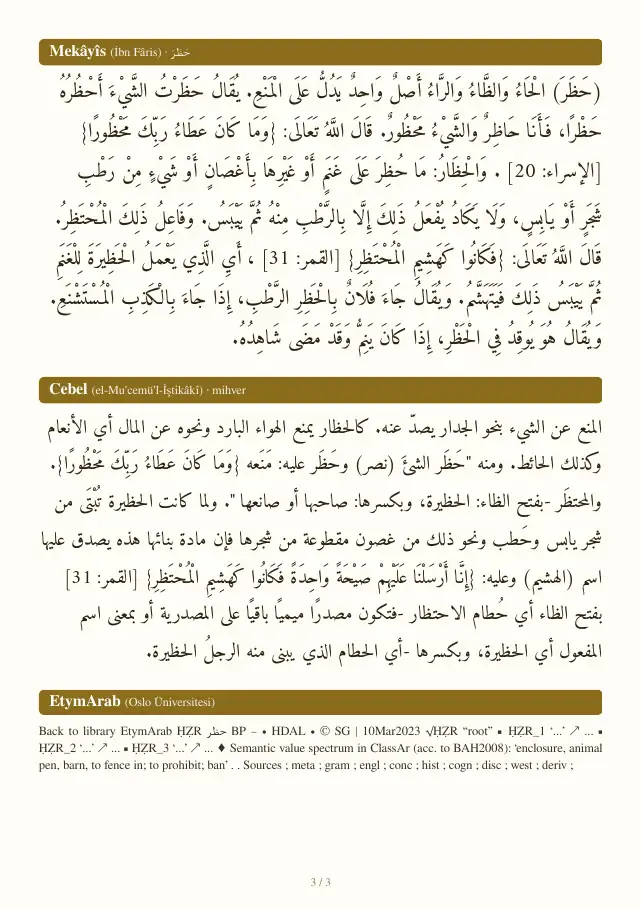 Mekâyîs (İbn Fâris) · حَظَرَ
(حَظَرَ) الْحَاءُ وَالظَّاءُ وَالرَّاءُ أَصْلٌ وَاحِدٌ يَدُلُّ عَلَى الْمَنْعِ. يُقَالُ حَظَرْتُ الشَّيْءَ أَحْظُرُهُ
حَظْرًا، فَأَنَا حَاظِرٌ وَالشَّيْءُ مَحْظُورٌ. قَالَ اللَّهُ تَعَالَى: {وَمَا كَانَ عَطَاءُ رَبِّكَ مَحْظُورًا}
[الإسراء: 20] . وَالْحِظَارُ: مَا حُظِرَ عَلَى غَنَمٍ أَوْ غَيْرِهَا بِأَغْصَانٍ أَوْ شَيْءٍ مِنْ رَطْبِ
شَجَرٍ أَوْ يَابِسٍ، وَلَا يَكَادُ يُفْعَلُ ذَلِكَ إِلَّا بِالرَّطْبِ مِنْهُ ثُمَّ يَيْبَسُ. وَفَاعِلُ ذَلِكَ الْمُحْتَظِرُ.
قَالَ اللَّهُ تَعَالَى: {فَكَانُوا كَهَشِيمِ الْمُحْتَظِرِ} [القمر: 31] ، أَيِ الَّذِي يَعْمَلُ الْحَظِيرَةَ لِلْغَنَمِ
ثُمَّ يَيْبَسُ ذَلِكَ فَيَتَهَشَّمُ. وَيُقَالُ جَاءَ فُلَانٌ بِالْحَظِرِ الرَّطْبِ، إِذَا جَاءَ بِالْكَذِبِ الْمُسْتَشْنَعِ.
وَيُقَالُ هُوَ يُوقِدُ فِي الْحَظْرِ، إِذَا كَانَ يَنِمُّ وَقَدْ مَضَى شَاهِدُهُ.
Cebel (el-Mu'cemü'l-İştikâkî) · mihver
المنع عن الشيء بنحو الجدار يصدّ عنه. كالحظار يمنع الهواء البارد ونحوه عن المال أي الأنعام
وكذلك الحائط. ومنه "حَظَر الشئَ (نصر) وحَظَر عليه: مَنَعه {وَمَا كَانَ عَطَاءُ رَبِّكَ مَحْظُورًا}.
والمحتظَر -بفتح الظاء: الحظيرة، وبكسرها: صاحبها أو صانعها ". ولما كانت الحظيرة تُبْتَى من
شجر يابس وحَطب ونحو ذلك من غصون مقطوعة من شجرها فإن مادة بنائها هذه يصدق عليها
اسم (الهشيم) وعليه: {إِنَّا أَرْسَلْنَا عَلَيْهِمْ صَيْحَةً وَاحِدَةً فَكَانُوا كَهَشِيمِ الْمُحْتَظِرِ} [القمر: 31]
بفتح الظاء أي حُطام الاحتظار -فتكون مصدرًا ميميًا باقيًا على المصدرية أو بمعنى اسم
المفعول أي الحظيرة، وبكسرها -أي الحطام الذي يبنى منه الرجلُ الحظيرة.
EtymArab (Oslo Üniversitesi)
Back to library EtymArab ḤẒR حظر BP – • HDAL • © SG | 10Mar2023 √ḤẒR “root” ▪ ḤẒR_1 ‘...’ ↗ ... ▪
ḤẒR_2 ‘...’ ↗ ... ▪ ḤẒR_3 ‘...’ ↗ ... ♦ Semantic value spectrum in ClassAr (acc. to BAH2008): ‘enclosure, animal
pen, barn, to fence in; to prohibit; ban’ . . Sources ; meta ; gram ; engl ; conc ; hist ; cogn ; disc ; west ; deriv ;
3 / 3